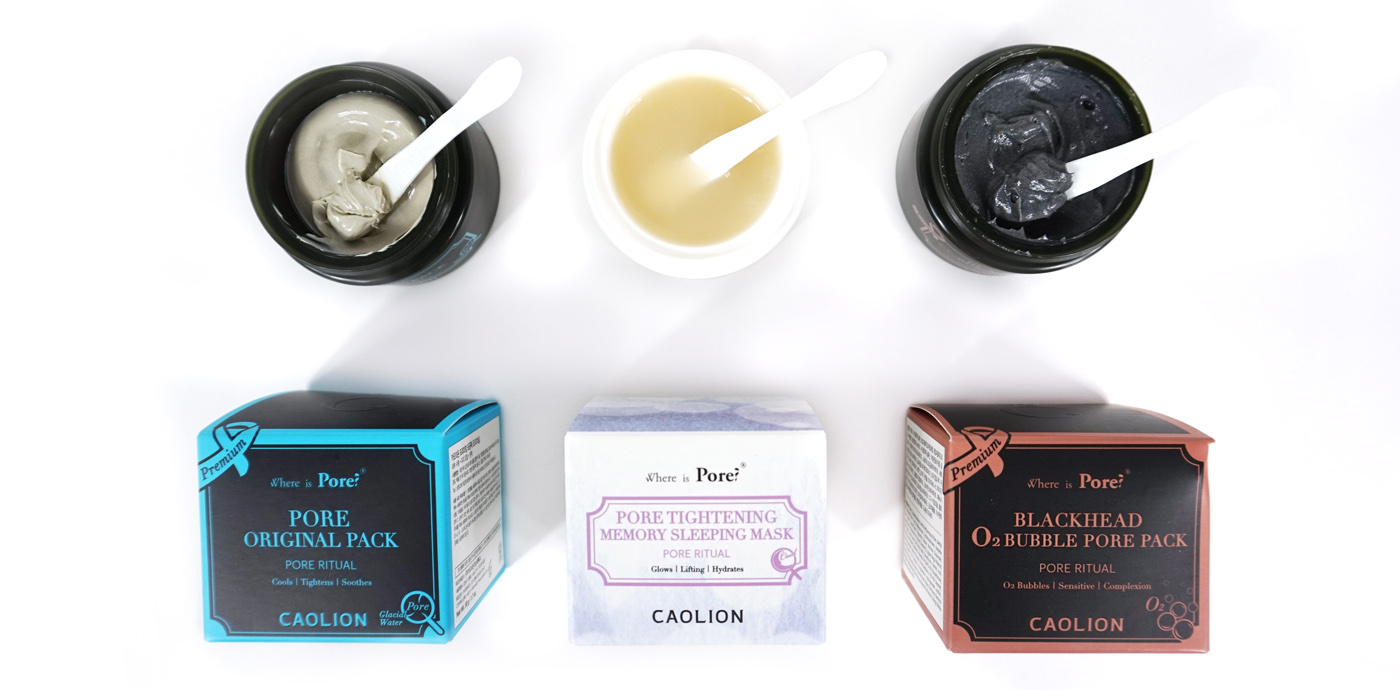 Premium
Where is Pore?®
PORE
ORIGINAL PACK
PORE RITUAL
Cools | Tightens | Soothes
CAOLION
Glacial
Water
Pore
Where is Pore?®
PORE TIGHTENING
MEMORY SLEEPING MASK
PORE RITUAL
Glows | Lifting | Hydrates
CAOLION
Premium
Where is Pore?®
BLACKHEAD
O2 BUBBLE PORE PACK
PORE RITUAL
O2 Bubbles | Sensitive | Complexion
CAOLION
O2